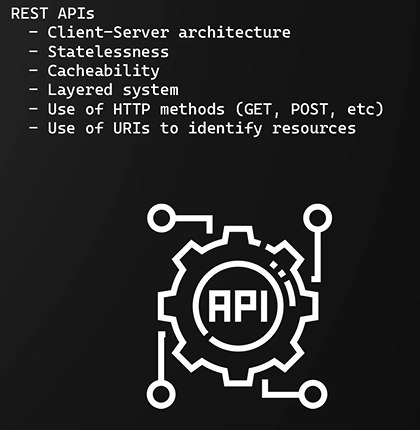 REST APIs
- Client-Server architecture
- Statelessness
- Cacheability
- Layered system
- Use of HTTP methods (GET, POST, etc)
- Use of URIs to identify resources
API